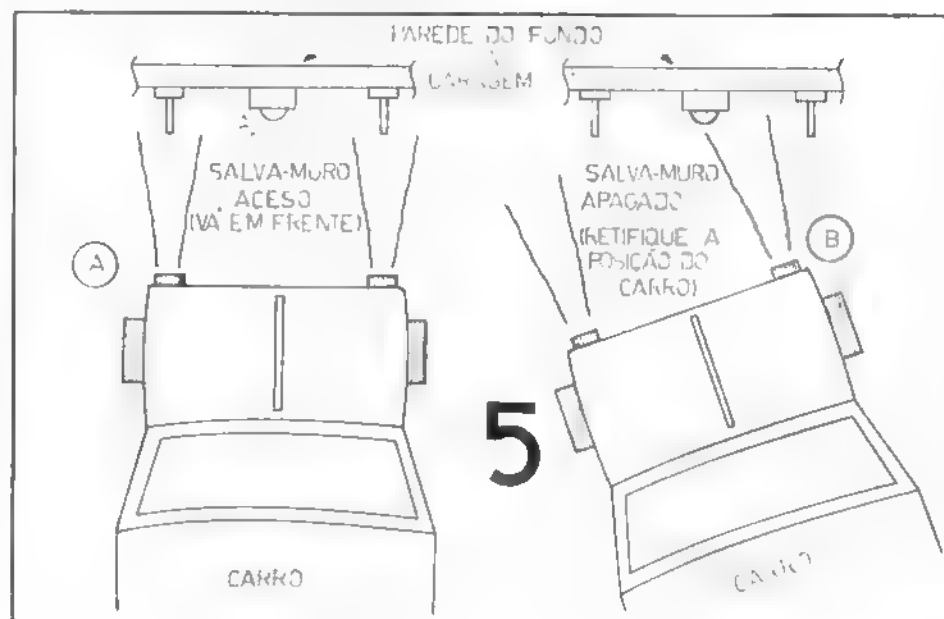 PAREDE DO FUNDO
GARAGEM
SALVA-MURO
ACESO
(VÁ EM FRENTE)
A
SALVA-MURO
APAGADO
(RETIFIQUE A
POSIÇÃO DO
CARRO)
B
5
CARRO
CARRO